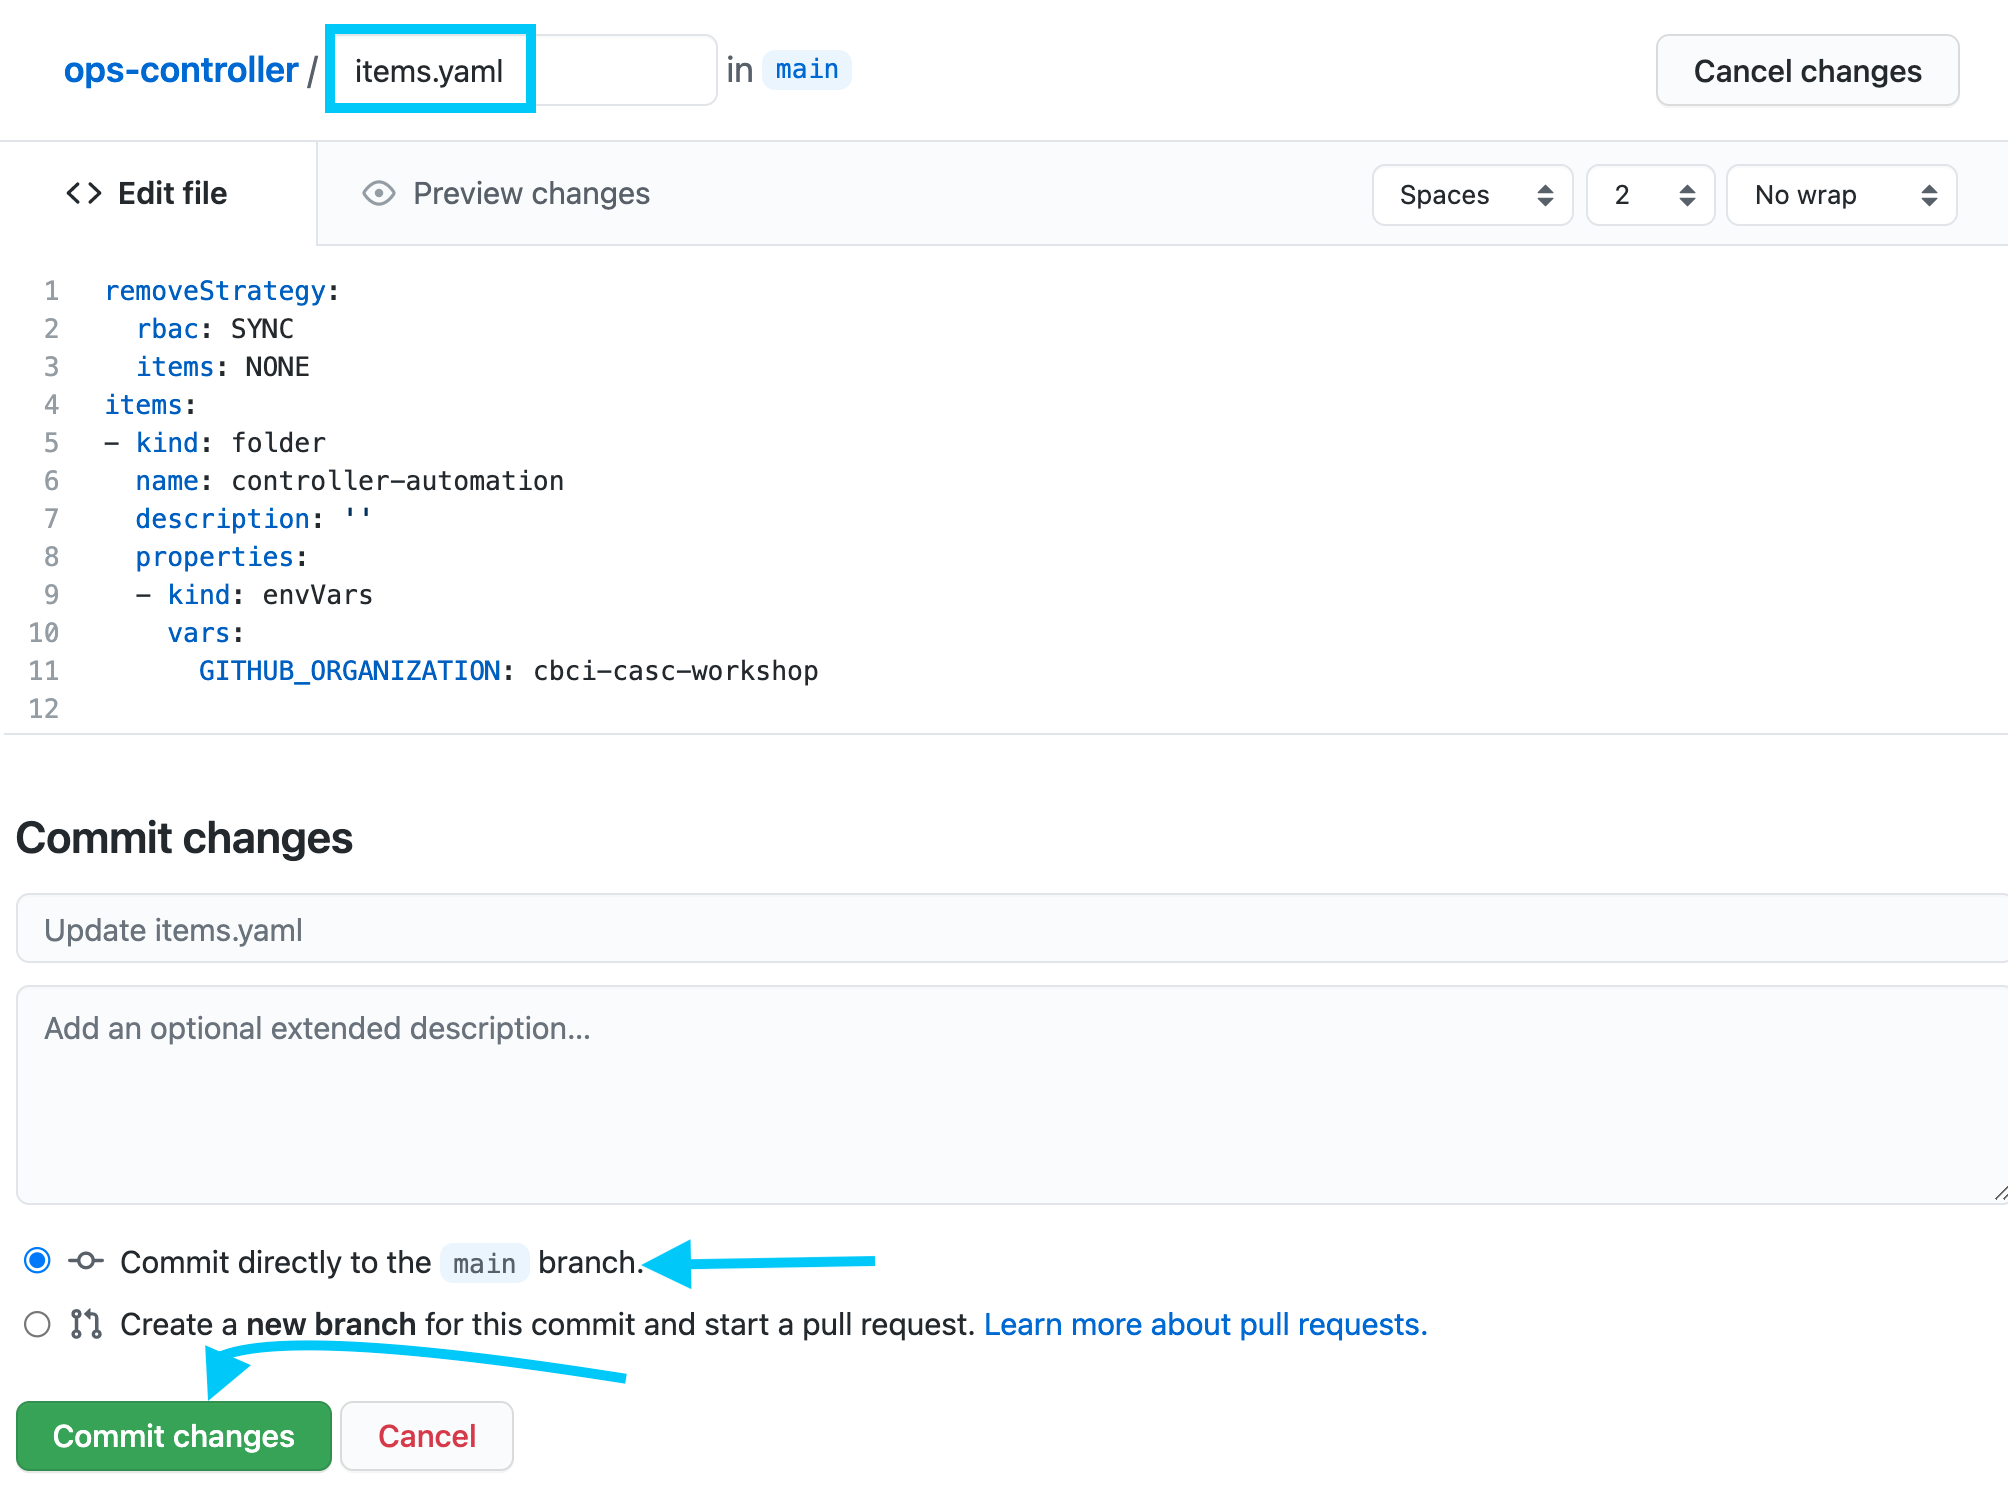 ops-controller / items.yaml in main Cancel changes
Edit file Preview changes Spaces 2 No wrap
1 removeStrategy:
2   rbac: SYNC
3   items: NONE
4 items:
5 - kind: folder
6   name: controller-automation
7   description: ''
8   properties:
9   - kind: envVars
10     vars:
11       GITHUB_ORGANIZATION: cbci-casc-workshop
12
Commit changes
Update items.yaml
Add an optional extended description...
Commit directly to the main branch.
Create a new branch for this commit and start a pull request. Learn more about pull requests.
Commit changes Cancel